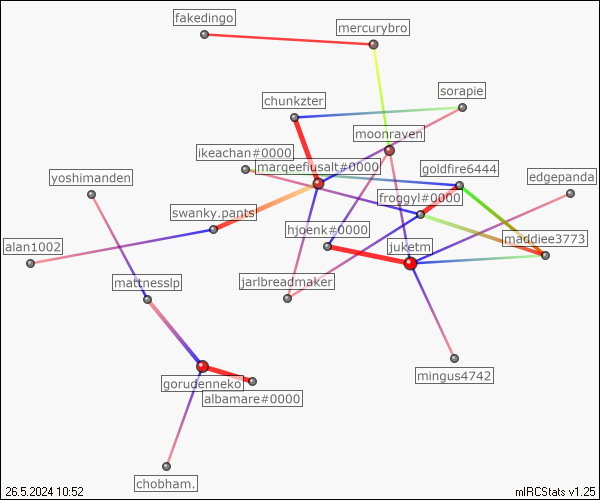 fakedingo
mercurybro
sorapie
chunkzter
moonraven
ikeachan#0000
marqeefiusalt#0000
goldfire6444
edgepanda
yoshimanden
froggyl#0000
swanky.pants
hjoenk#0000
maddiee3773
alan1002
juketm
mattnesslp
jarlbreadmaker
mingus4742
gorudenneko
albamare#0000
chobham.
26.5.2024 10:52
mIRCStats v1.25